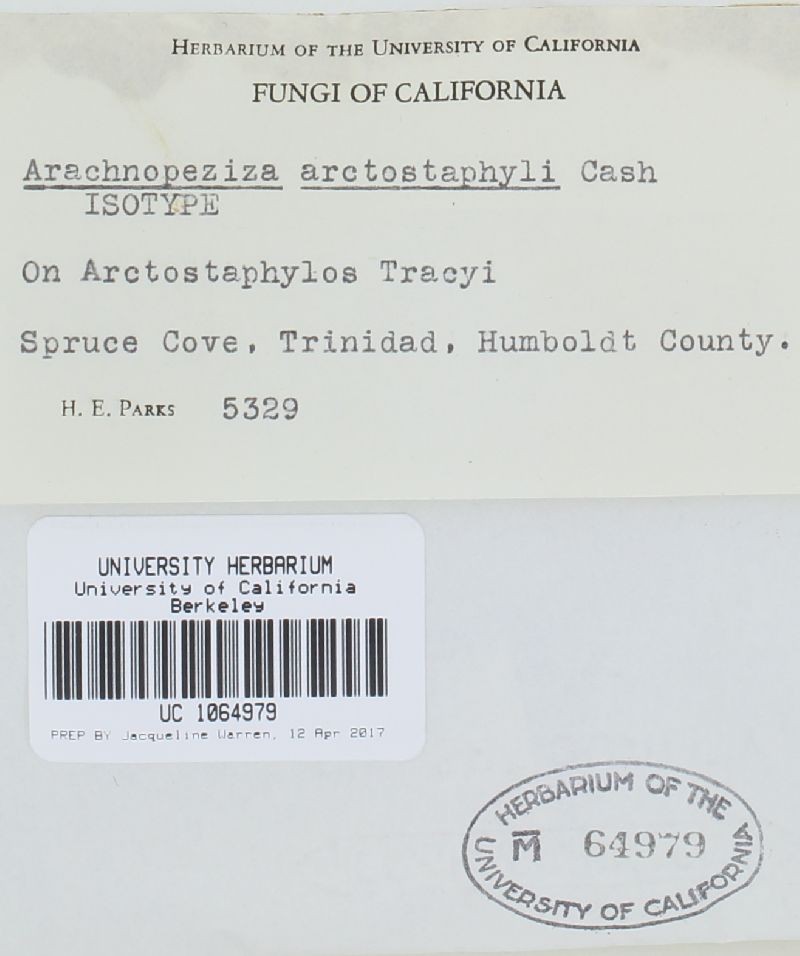 HERBARIUM OF THE UNIVERSITY OF CALIFORNIA
FUNGI OF CALIFORNIA
Arachnopeziza arctostaphyli Cash
ISOTYPE
On Arctostaphylos Tracyi
Spruce Cove, Trinidad, Humboldt County.
H. E. PARKS 5329
UNIVERSITY HERBARIUM
University of California
Berkeley
UC 1064979
PREP BY Jacqueline Warren, 12 Apr 2017
HERBARIUM OF THE
M 64979
UNIVERSITY OF CALIFORNIA